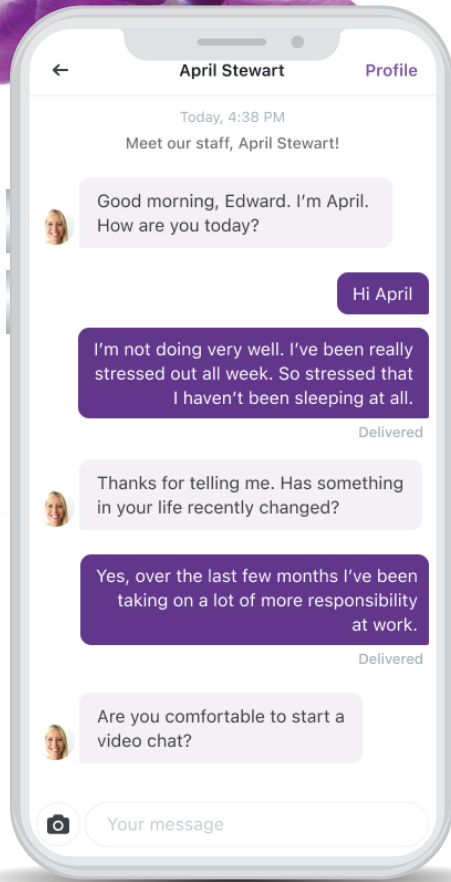 April Stewart Profile
Today, 4:38 PM
Meet our staff, April Stewart!
Good morning, Edward. I'm April.
How are you today?
Hi April
I'm not doing very well. I've been really
stressed out all week. So stressed that
I haven't been sleeping at all.
Delivered
Thanks for telling me. Has something
in your life recently changed?
Yes, over the last few months I've been
taking on a lot of more responsibility
at work.
Delivered
Are you comfortable to start a
video chat?
Your message